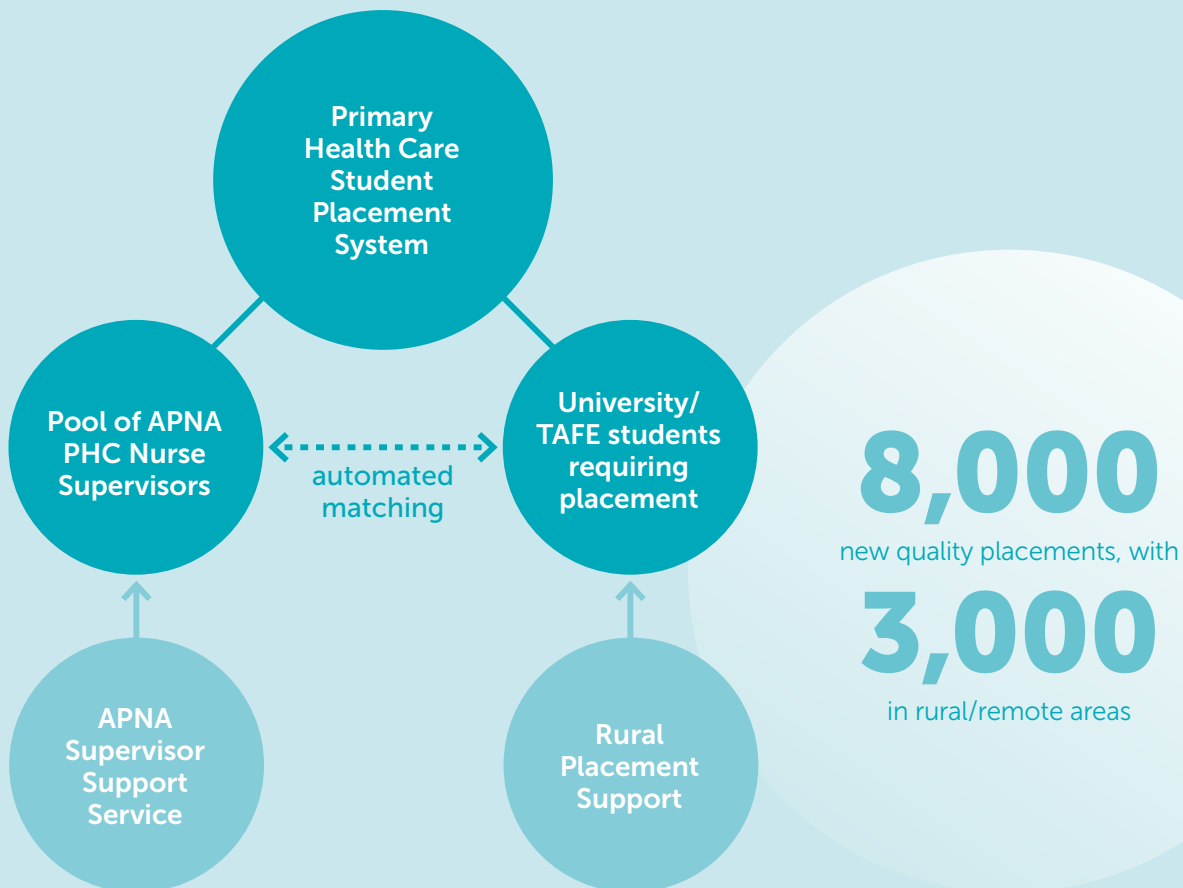 Primary
Health Care
Student
Placement
System
Pool of APNA
PHC Nurse
Supervisors
automated
matching
University/
TAFE students
requiring
placement
APNA
Supervisor
Support
Service
Rural
Placement
Support
8,000
new quality placements, with
3,000
in rural/remote areas